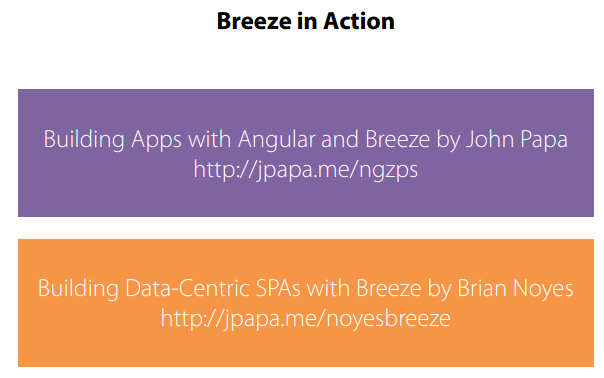 Breeze in Action
Building Apps with Angular and Breeze by John Papa
http://jpapa.me/ngzps
Building Data-Centric SPAs with Breeze by Brian Noyes
http://jpapa.me/noyesbreeze